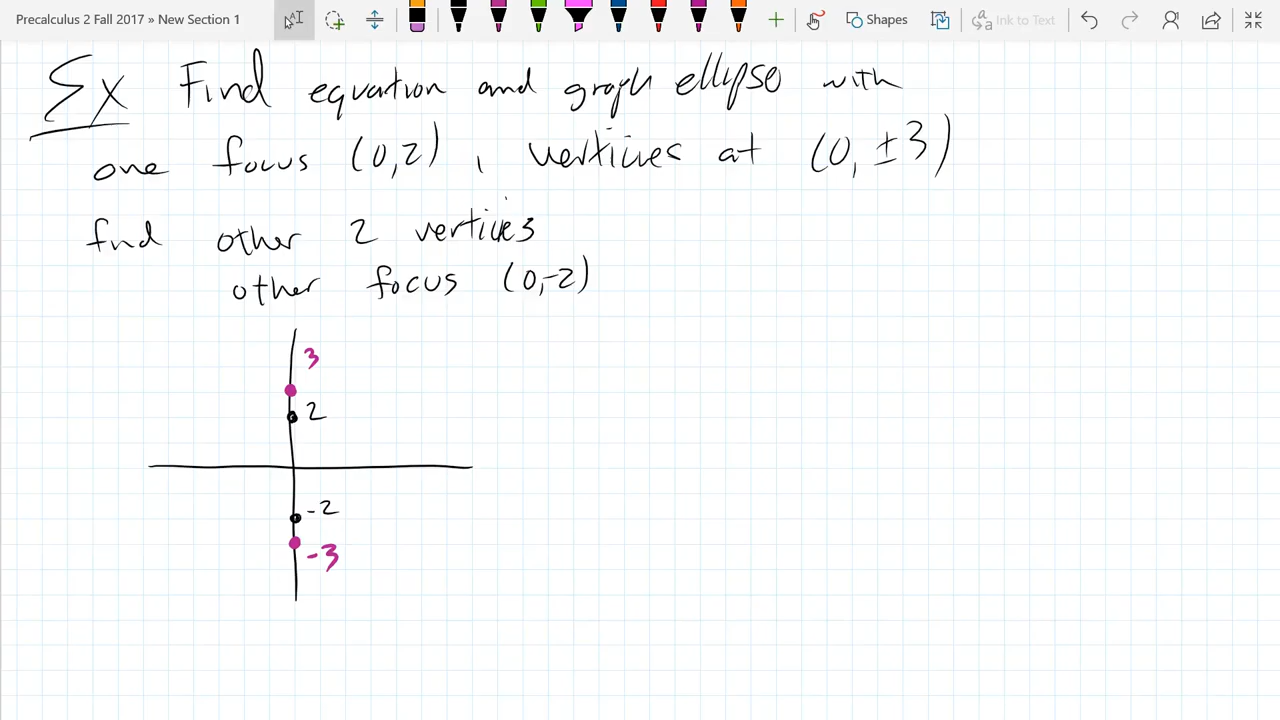 Precalculus 2 Fall 2017 » New Section 1
Shapes
Ink to Text
Ex Find equation and graph ellipse with
one focus (0,2), vertices at (0, ±3)
find other 2 vertices
other focus (0,-2)
3
2
-2
-3